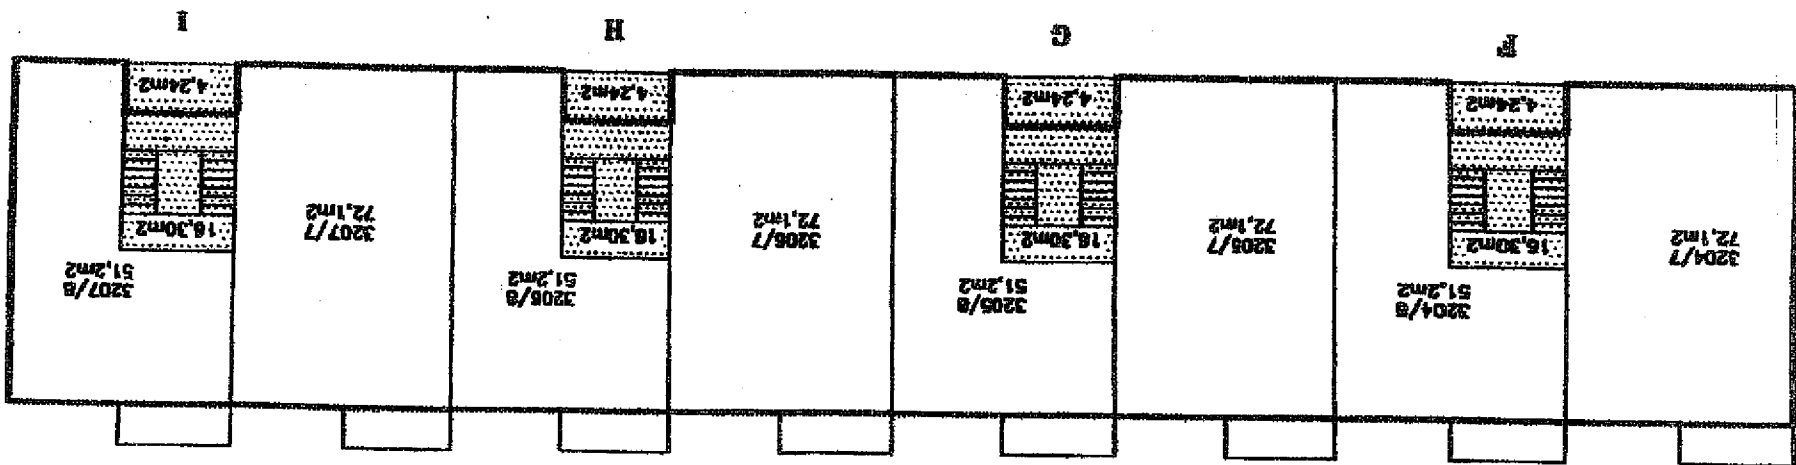 3204/7
72,1m2
3204/8
51,2m2
16,30m2
4,24m2
F
3205/7
72,1m2
3205/8
51,2m2
16,30m2
4,24m2
G
3206/7
72,1m2
3206/8
51,2m2
16,30m2
4,24m2
H
3207/7
72,1m2
3207/8
51,2m2
16,30m2
4,24m2
I